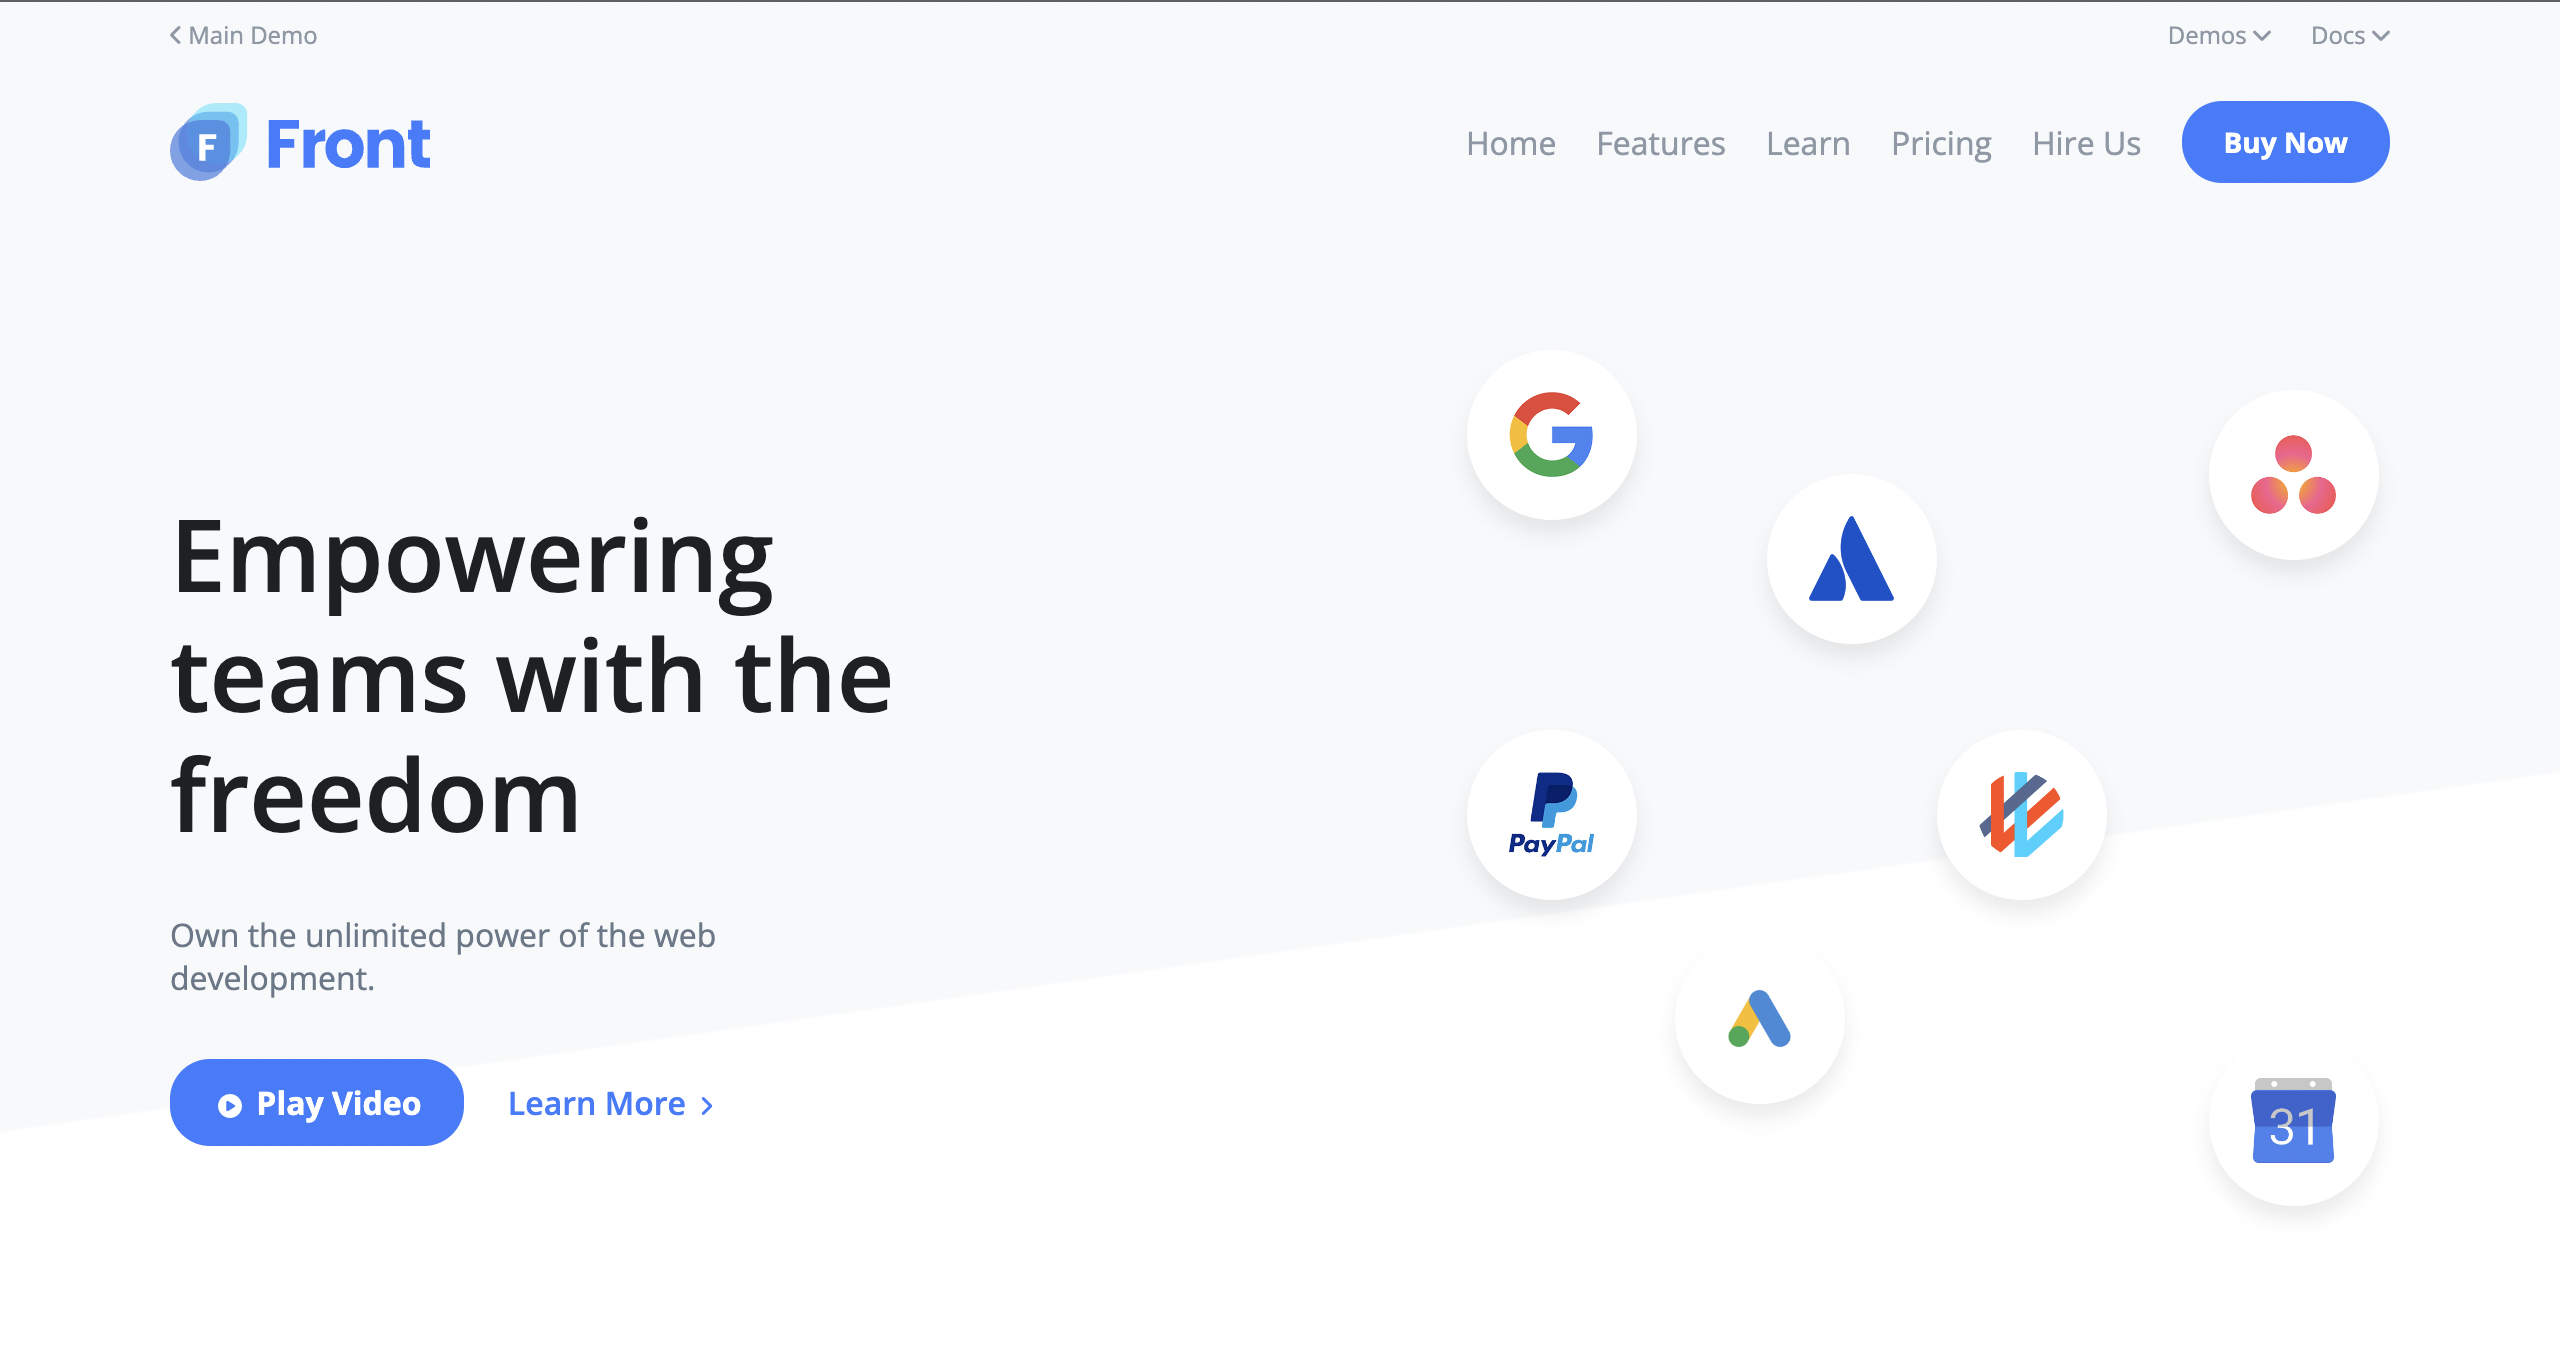 Main Demo
Demos
Docs
F
Front
Home
Features
Learn
Pricing
Hire Us
Buy Now
Empowering
teams with the
freedom
Own the unlimited power of the web
development.
Play Video
Learn More
G
PayPal
31